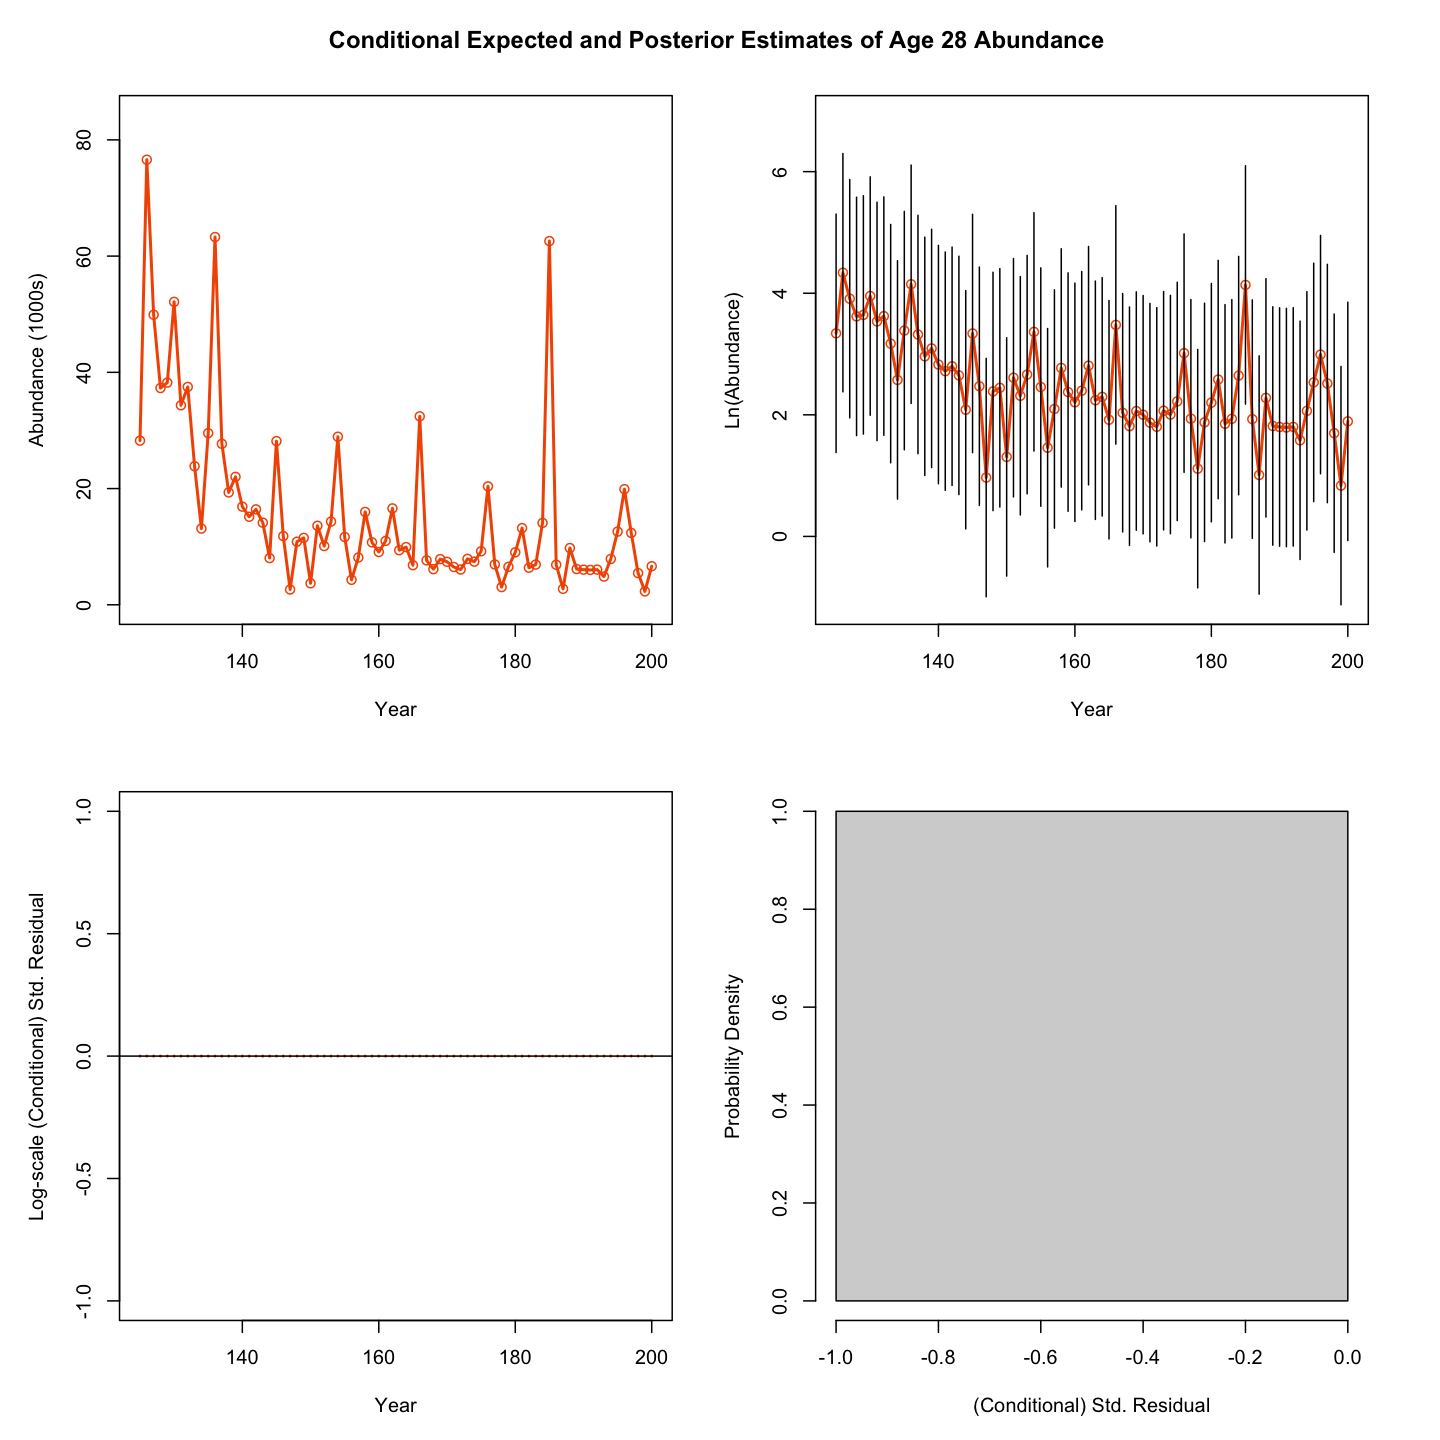 Conditional Expected and Posterior Estimates of Age 28 Abundance
Abundance (1000s)
80
60
40
20
0
140 160 180 200
Year
Ln(Abundance)
6
4
2
0
140 160 180 200
Year
Log-scale (Conditional) Std. Residual
1.0
0.5
0.0
-0.5
-1.0
140 160 180 200
Year
Probability Density
1.0
0.8
0.6
0.4
0.2
0.0
-1.0 -0.8 -0.6 -0.4 -0.2 0.0
(Conditional) Std. Residual